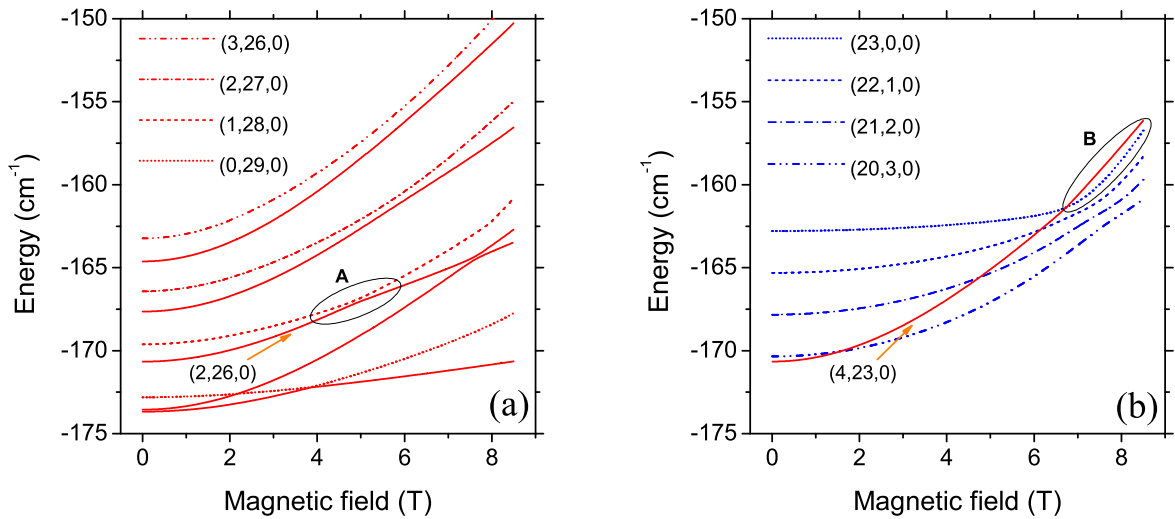 -150
-155
-160
-165
-170
-175
Energy (cm-1)
(3,26,0)
(2,27,0)
(1,28,0)
(0,29,0)
A
(2,26,0)
(a)
0 2 4 6 8
Magnetic field (T)
-150
-155
-160
-165
-170
-175
Energy (cm-1)
(23,0,0)
(22,1,0)
(21,2,0)
(20,3,0)
B
(4,23,0)
(b)
0 2 4 6 8
Magnetic field (T)